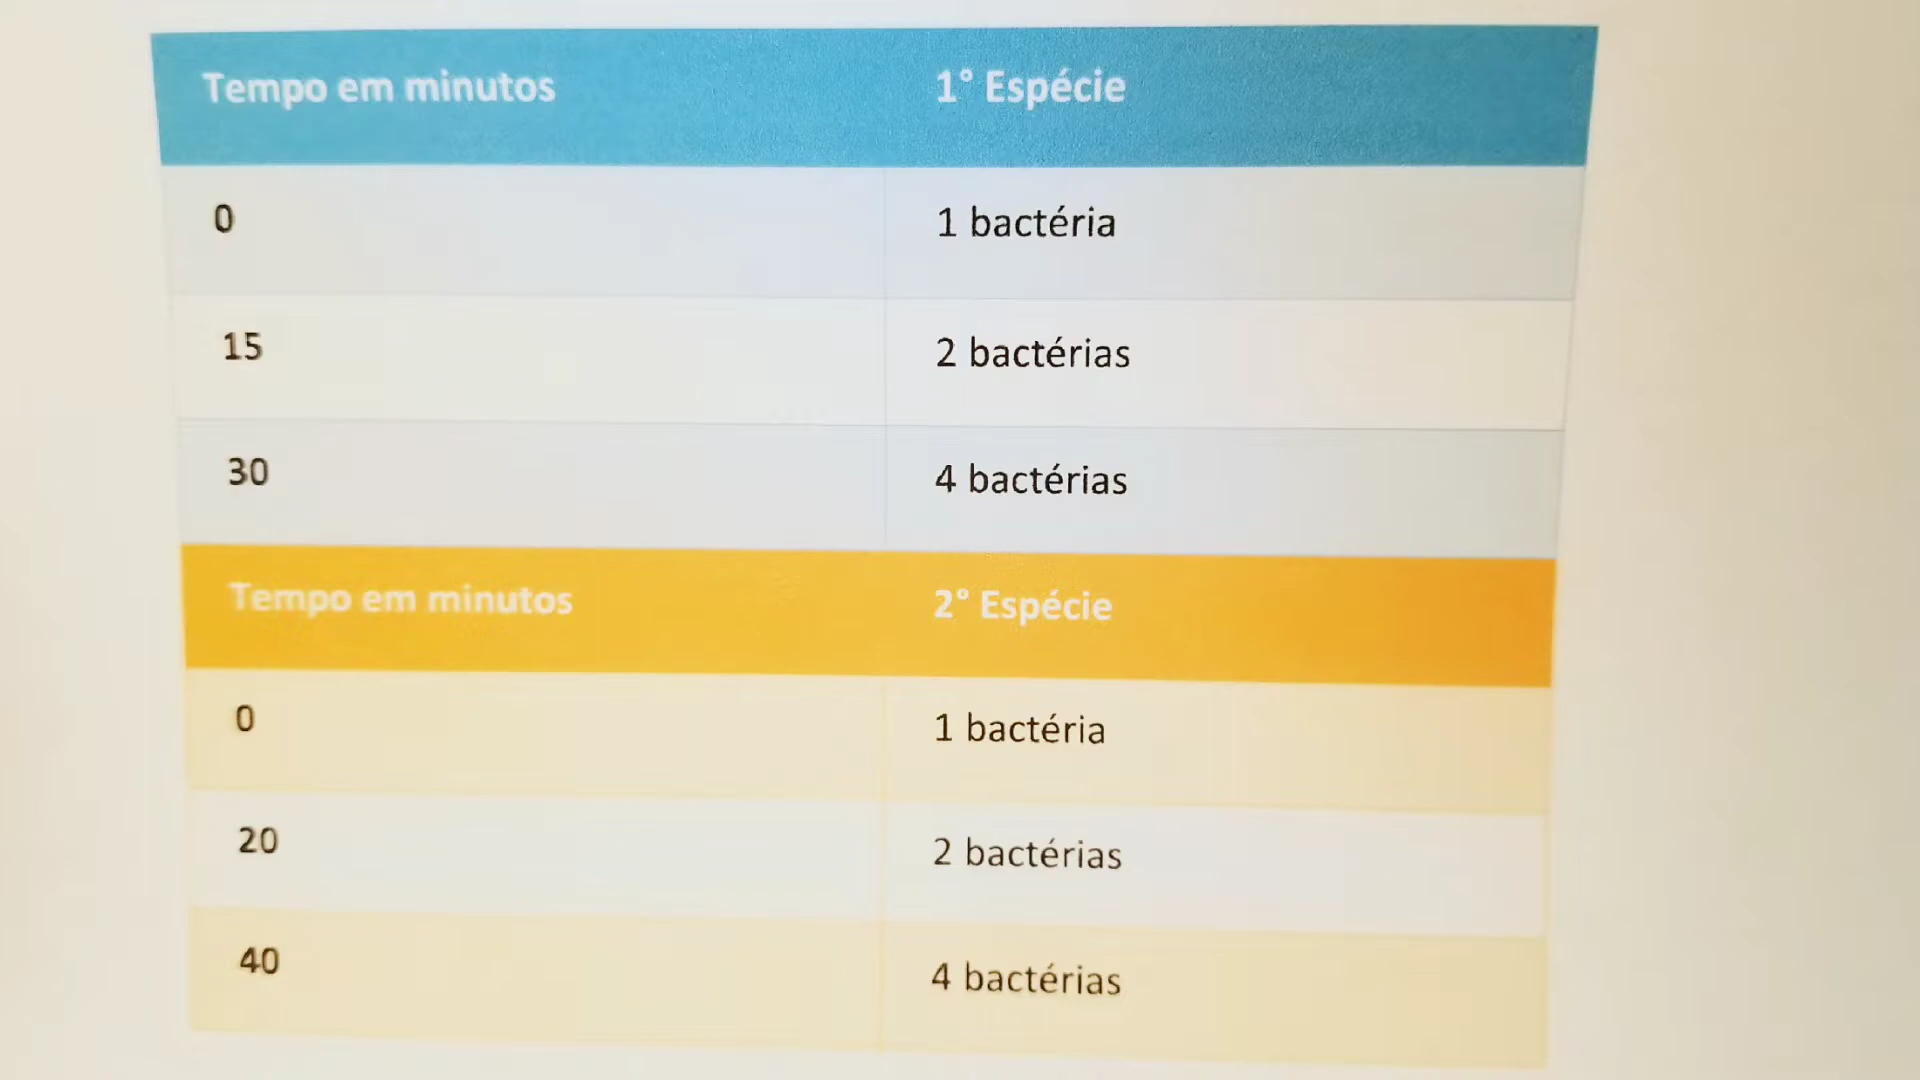 Tempo em minutos 1° Espécie
0 1 bactéria
15 2 bactérias
30 4 bactérias
Tempo em minutos 2° Espécie
0 1 bactéria
20 2 bactérias
40 4 bactérias